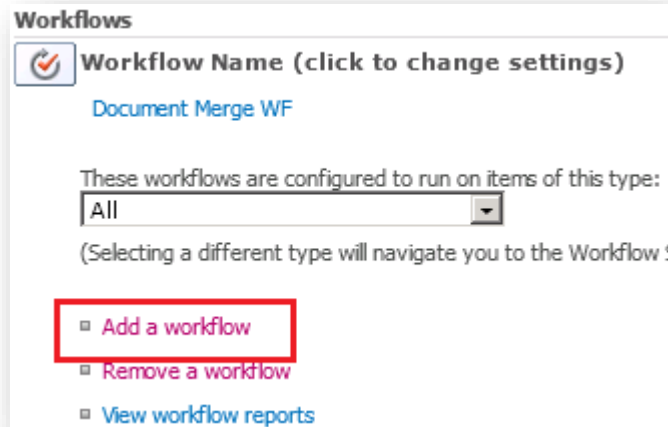 Workflows
Workflow Name (click to change settings)
Document Merge WF
These workflows are configured to run on items of this type:
All
(Selecting a different type will navigate you to the Workflow
Add a workflow
Remove a workflow
View workflow reports